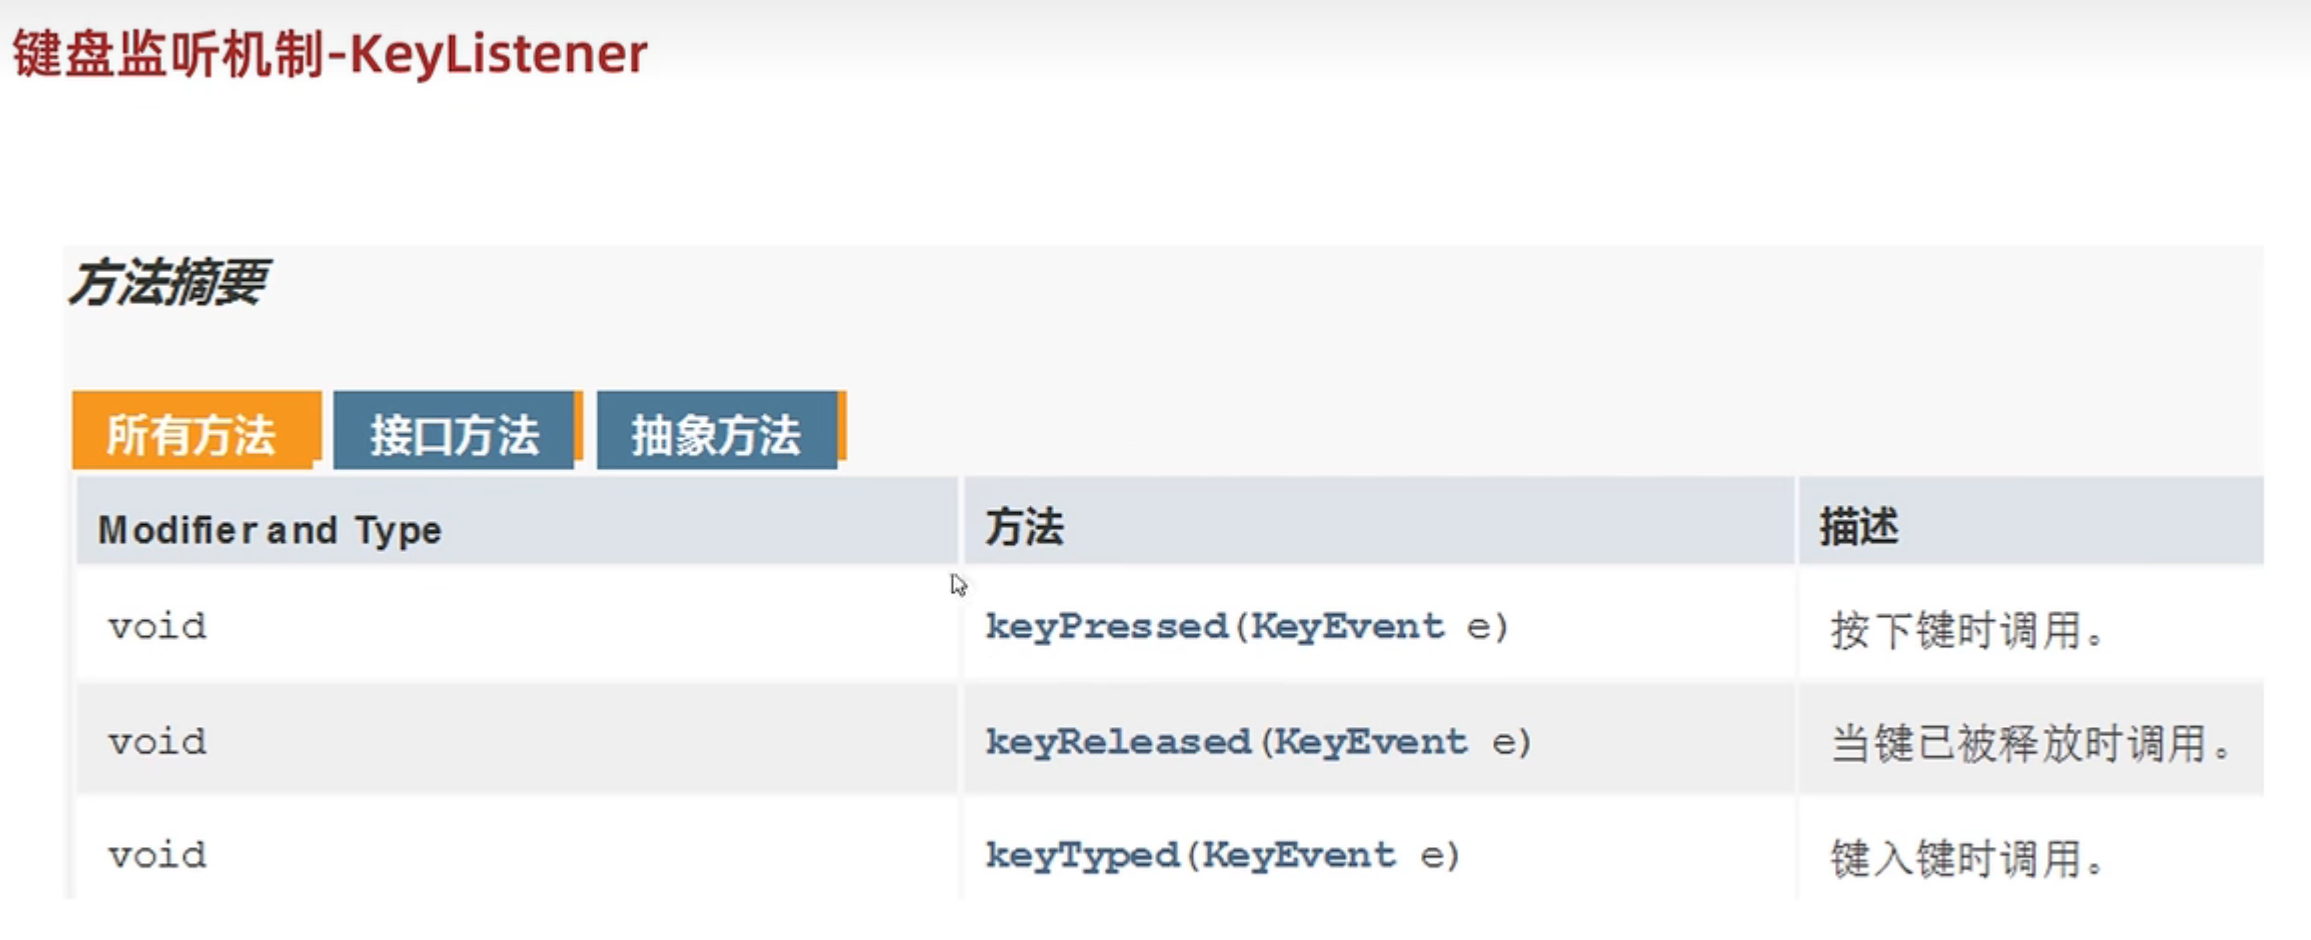 键盘监听机制-KeyListener
方法摘要
所有方法 接口方法 抽象方法
Modifier and Type 方法 描述
void keyPressed(KeyEvent e) 按下键时调用。
void keyReleased(KeyEvent e) 当键已被释放时调用。
void keyTyped(KeyEvent e) 键入键时调用。